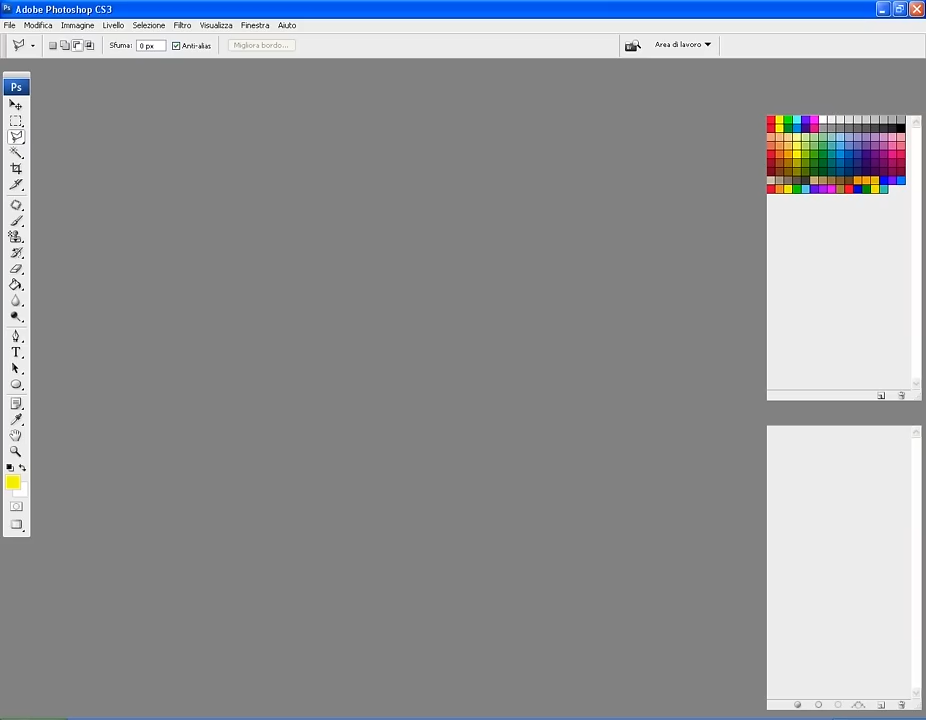 Ps Adobe Photoshop CS3
File Modifica Immagine Livello Selezione Filtro Visualizza Finestra Aiuto
Sfuma: 0 px Anti-alias Migliora bordo... Area di lavoro
Ps
T